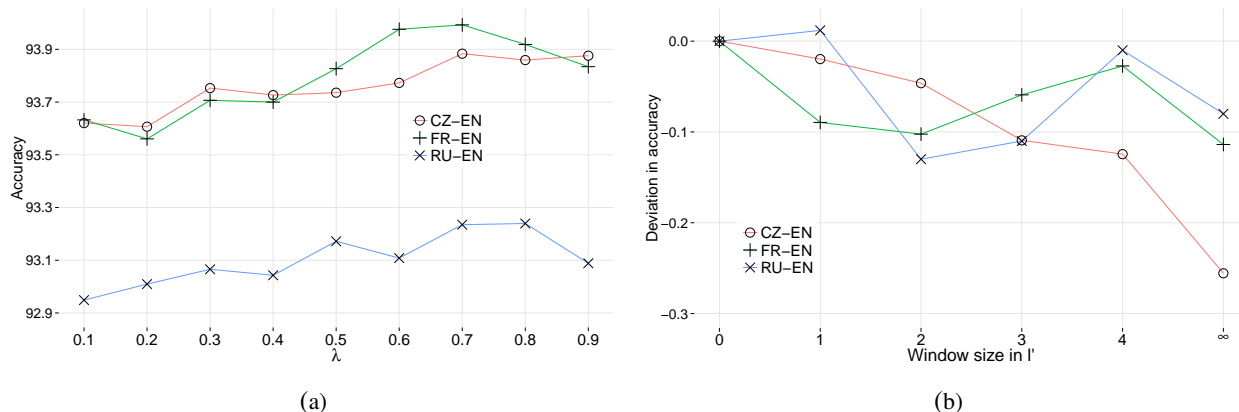 Accuracy
93.9
93.7
93.5
93.3
93.1
92.9
CZ−EN
FR−EN
RU−EN
0.1 0.2 0.3 0.4 0.5 0.6 0.7 0.8 0.9
λ
(a)
Deviation in accuracy
0.0
−0.1
−0.2
−0.3
CZ−EN
FR−EN
RU−EN
0 1 2 3 4 ∞
Window size in l'
(b)